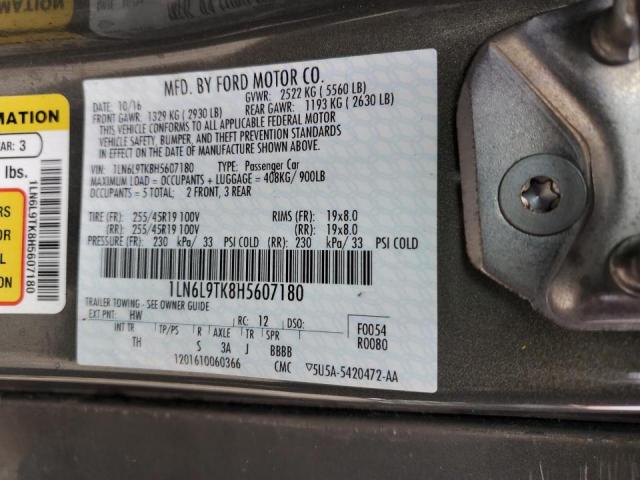 MFD. BY FORD MOTOR CO.
DATE: 10/16 GVWR: 2522 KG ( 5560 LB)
FRONT GAWR: 1329 KG ( 2930 LB) REAR GAWR: 1193 KG ( 2630 LB)
THIS VEHICLE CONFORMS TO ALL APPLICABLE FEDERAL MOTOR
VEHICLE SAFETY, BUMPER, AND THEFT PREVENTION STANDARDS
IN EFFECT ON THE DATE OF MANUFACTURE SHOWN ABOVE.
VIN: 1LN6L9TK8H5607180 TYPE: Passenger Car
MAXIMUM LOAD = OCCUPANTS + LUGGAGE = 408KG/ 900LB
OCCUPANTS = 5 TOTAL; 2 FRONT, 3 REAR
TIRE (FR): 255/45R19 100V RIMS (FR): 19x8.0
(RR): 255/45R19 100V (RR): 19x8.0
PRESSURE (FR): 230 kPa/ 33 PSI COLD (RR): 230 kPa/ 33 PSI COLD
1LN6L9TK8H5607180
TRAILER TOWING - SEE OWNER GUIDE
EXT PNT: HW RC: 12 DSO: F0054
INT TR TP/PS R AXLE TR SPR R0080
TH S 3A J BBBB
1201610060366 CMC 5U5A-5420472-AA
MATION
AR: 3
lbs.
RS
OR
EL
S
1LN6L9TK8H5607180